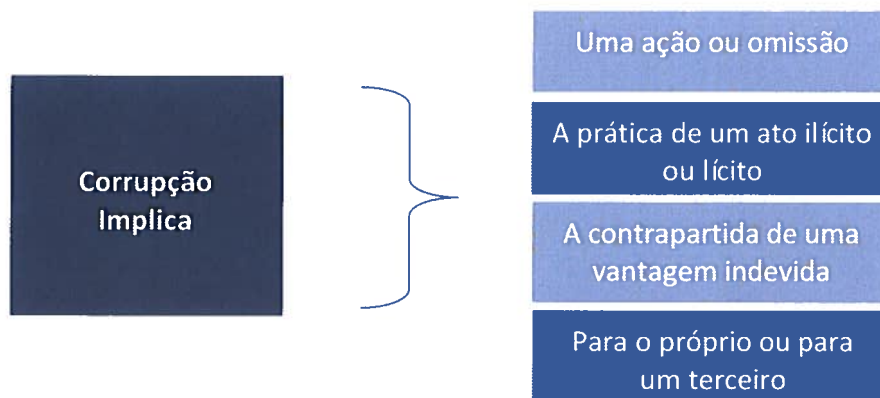 Corrupção
Implica
Uma ação ou omissão
A prática de um ato ilícito
ou lícito
A contrapartida de uma
vantagem indevida
Para o próprio ou para
um terceiro